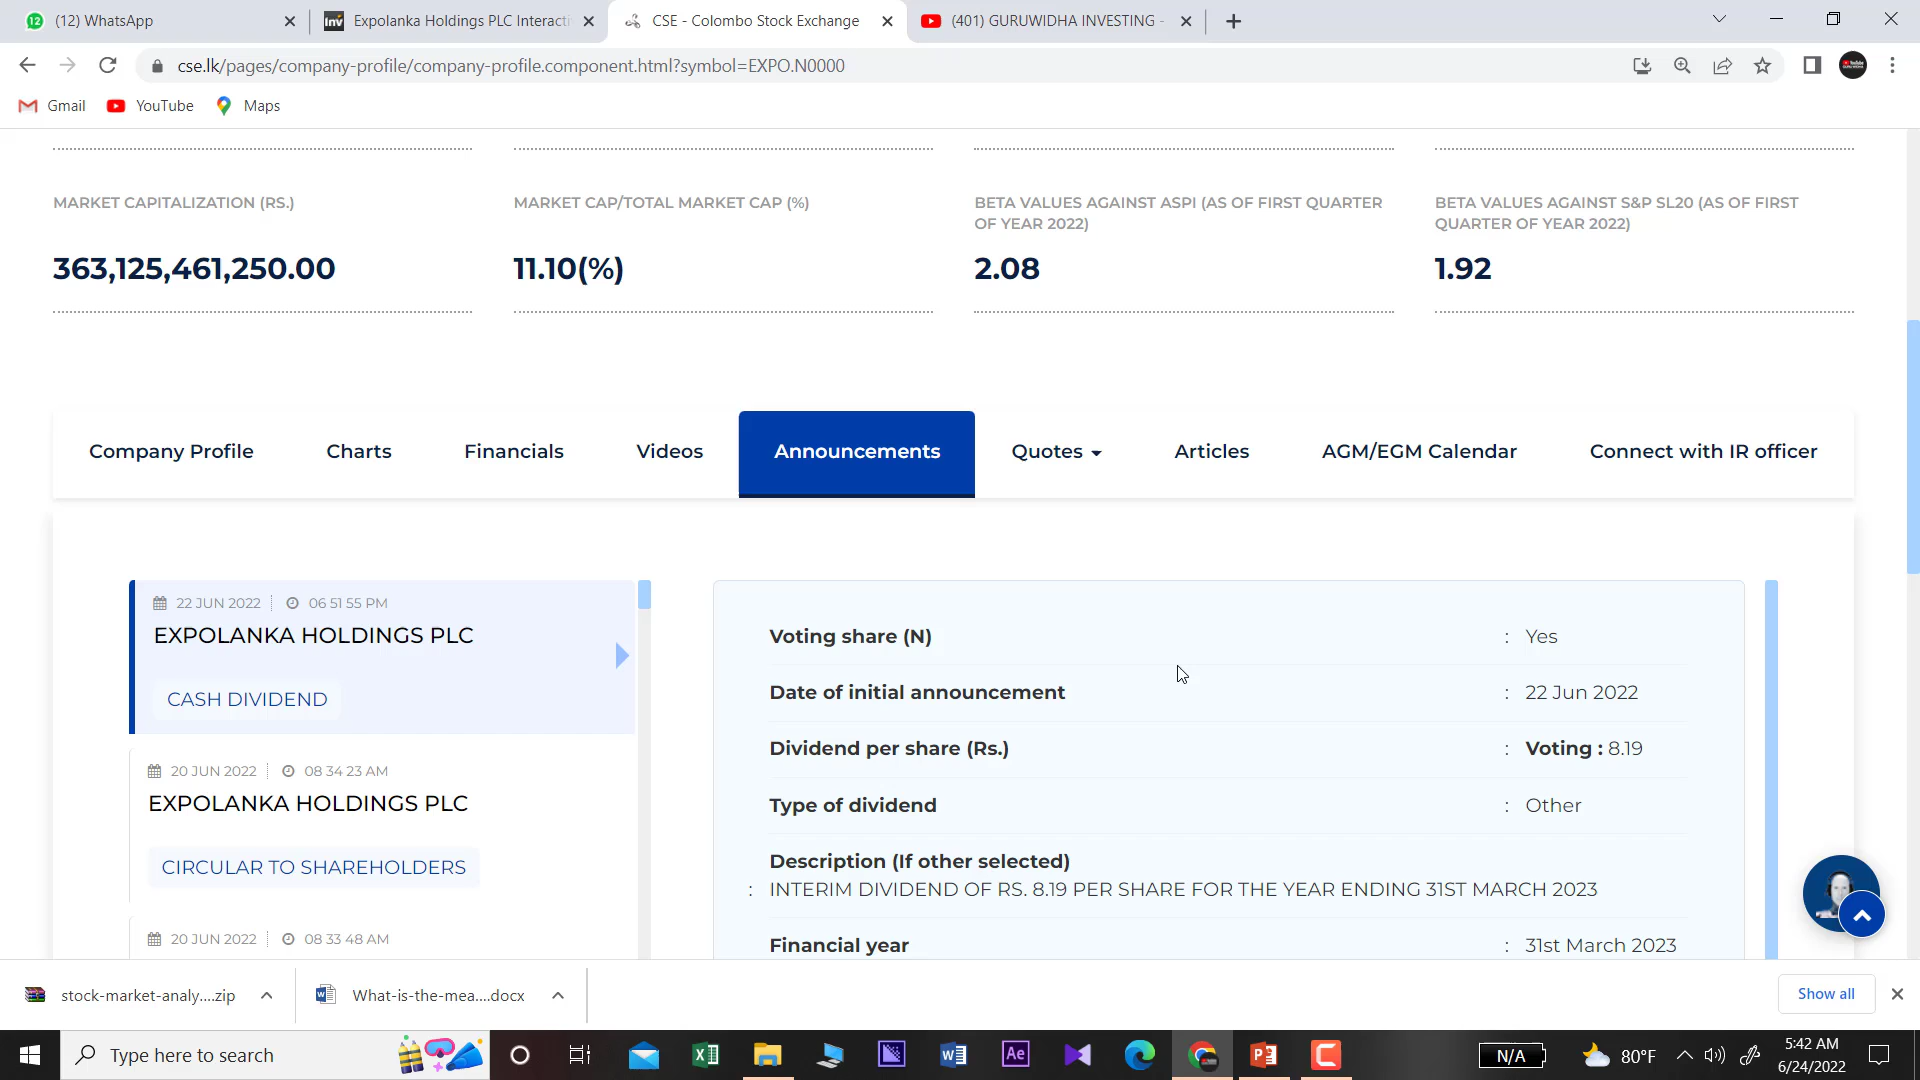 (12) WhatsApp
Expolanka Holdings PLC Interacti
CSE - Colombo Stock Exchange
(401) GURUWIDHA INVESTING -
cse.lk/pages/company-profile/company-profile.component.html?symbol=EXPO.N0000
Gmail
YouTube
Maps
MARKET CAPITALIZATION (RS.)
363,125,461,250.00
MARKET CAP/TOTAL MARKET CAP (%)
11.10(%)
BETA VALUES AGAINST ASPI (AS OF FIRST QUARTER
OF YEAR 2022)
2.08
BETA VALUES AGAINST S&P SL20 (AS OF FIRST
QUARTER OF YEAR 2022)
1.92
Company Profile
Charts
Financials
Videos
Announcements
Quotes
Articles
AGM/EGM Calendar
Connect with IR officer
22 JUN 2022 06 51 55 PM
EXPOLANKA HOLDINGS PLC
CASH DIVIDEND
20 JUN 2022 08 34 23 AM
EXPOLANKA HOLDINGS PLC
CIRCULAR TO SHAREHOLDERS
20 JUN 2022 08 33 48 AM
Voting share (N) : Yes
Date of initial announcement : 22 Jun 2022
Dividend per share (Rs.) : Voting : 8.19
Type of dividend : Other
Description (If other selected)
: INTERIM DIVIDEND OF RS. 8.19 PER SHARE FOR THE YEAR ENDING 31ST MARCH 2023
Financial year : 31st March 2023
stock-market-analy....zip
What-is-the-mea....docx
Show all
Type here to search
N/A
80°F
5:42 AM
6/24/2022